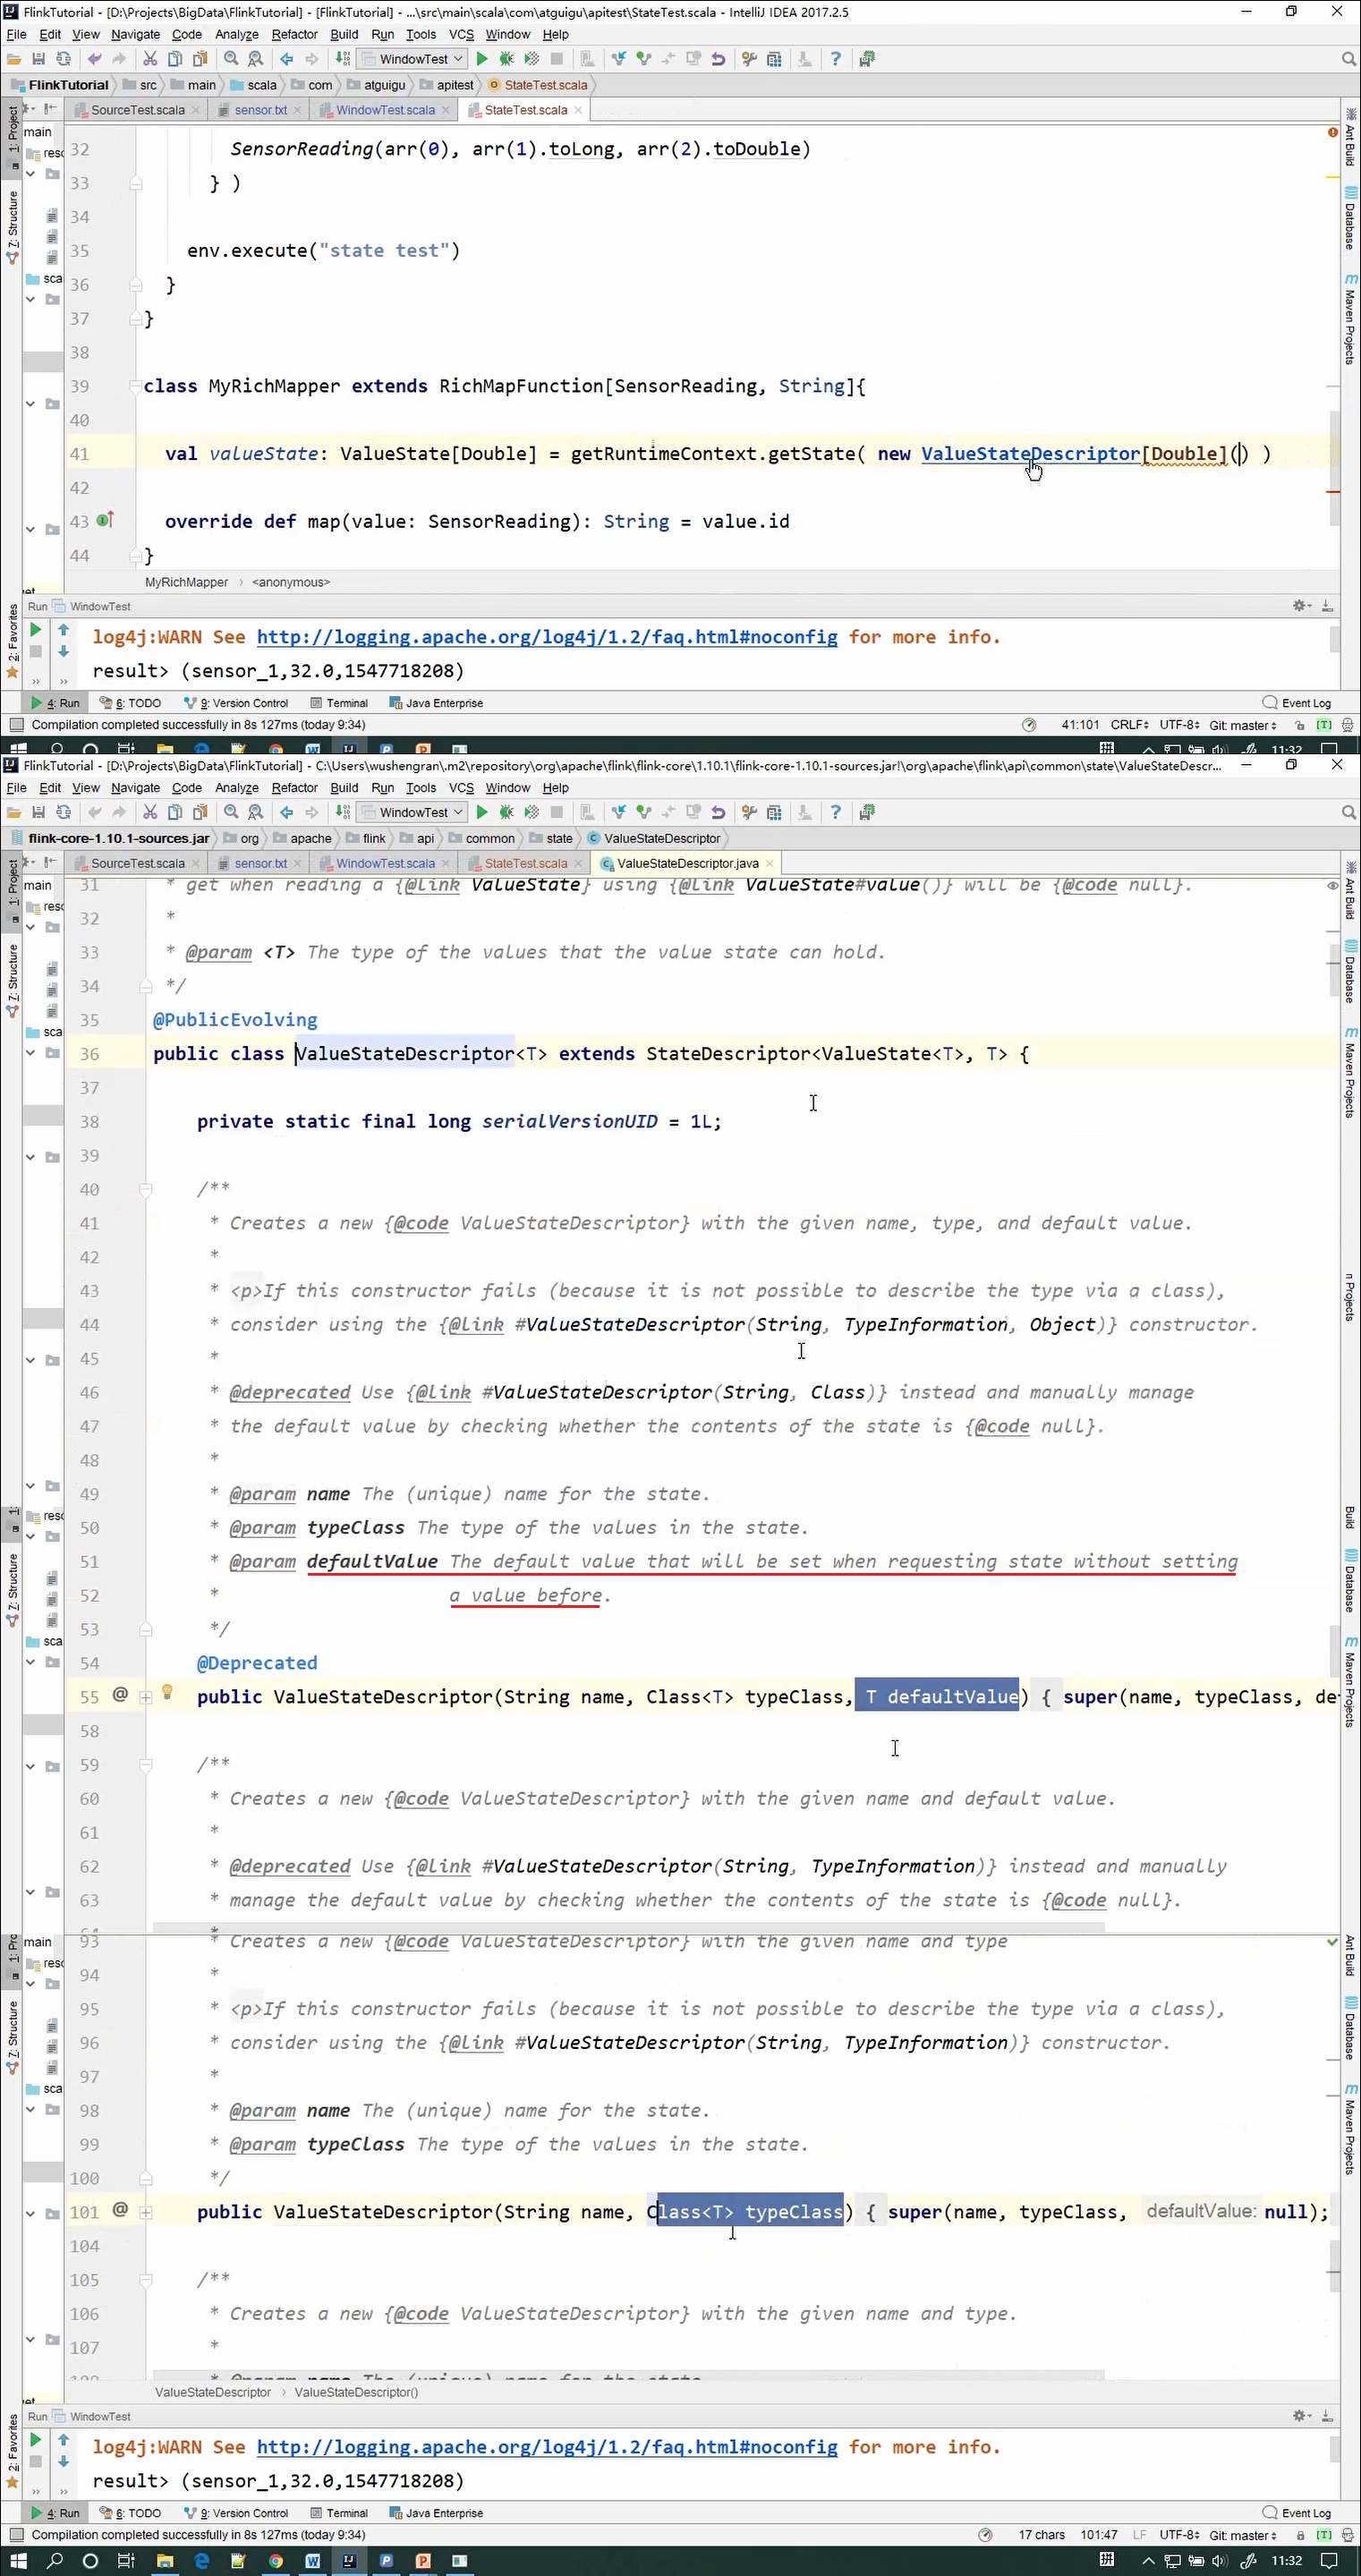 FlinkTutorial - [D:\Projects\BigData\FlinkTutorial] - [FlinkTutorial] - ...\src\main\scala\com\atguigu\apitest\StateTest.scala - IntelliJ IDEA 2017.2.5
File Edit View Navigate Code Analyze Refactor Build Run Tools VCS Window Help
WindowTest
FlinkTutorial src main scala com atguigu apitest StateTest.scala
SourceTest.scala sensor.txt WindowTest.scala StateTest.scala
32 SensorReading(arr(0), arr(1).toLong, arr(2).toDouble)
33 } )
34
35 env.execute("state test")
36 }
37 }
38
39 class MyRichMapper extends RichMapFunction[SensorReading, String]{
40
41 val valueState: ValueState[Double] = getRuntimeContext.getState( new ValueStateDescriptor[Double]() )
42
43 override def map(value: SensorReading): String = value.id
44 }
MyRichMapper › <anonymous>
Run WindowTest
log4j:WARN See http://logging.apache.org/log4j/1.2/faq.html#noconfig for more info.
result> (sensor_1,32.0,1547718208)
4: Run 6: TODO 9: Version Control Terminal Java Enterprise Event Log
Compilation completed successfully in 8s 127ms (today 9:34) 41:101 CRLF UTF-8 Git: master
11:32
FlinkTutorial - [D:\Projects\BigData\FlinkTutorial] - C:\Users\wushengran\.m2\repository\org\apache\flink\flink-core\1.10.1\flink-core-1.10.1-sources.jar!\org\apache\flink\api\common\state\ValueStateDescr...
File Edit View Navigate Code Analyze Refactor Build Run Tools VCS Window Help
WindowTest
flink-core-1.10.1-sources.jar org apache flink api common state ValueStateDescriptor
SourceTest.scala sensor.txt WindowTest.scala StateTest.scala ValueStateDescriptor.java
31 * get when reading a {@link ValueState} using {@link ValueState#value()} will be {@code null}.
32 *
33 * @param <T> The type of the values that the value state can hold.
34 */
35 @PublicEvolving
36 public class ValueStateDescriptor<T> extends StateDescriptor<ValueState<T>, T> {
37
38 private static final long serialVersionUID = 1L;
39
40 /**
41 * Creates a new {@code ValueStateDescriptor} with the given name, type, and default value.
42 *
43 * <p>If this constructor fails (because it is not possible to describe the type via a class),
44 * consider using the {@link #ValueStateDescriptor(String, TypeInformation, Object)} constructor.
45 *
46 * @deprecated Use {@link #ValueStateDescriptor(String, Class)} instead and manually manage
47 * the default value by checking whether the contents of the state is {@code null}.
48 *
49 * @param name The (unique) name for the state.
50 * @param typeClass The type of the values in the state.
51 * @param defaultValue The default value that will be set when requesting state without setting
52 * a value before.
53 */
54 @Deprecated
55 public ValueStateDescriptor(String name, Class<T> typeClass, T defaultValue) { super(name, typeClass, de
58
59 /**
60 * Creates a new {@code ValueStateDescriptor} with the given name and default value.
61 *
62 * @deprecated Use {@link #ValueStateDescriptor(String, TypeInformation)} instead and manually
63 * manage the default value by checking whether the contents of the state is {@code null}.
93 * Creates a new {@code ValueStateDescriptor} with the given name and type
94 *
95 * <p>If this constructor fails (because it is not possible to describe the type via a class),
96 * consider using the {@link #ValueStateDescriptor(String, TypeInformation)} constructor.
97 *
98 * @param name The (unique) name for the state.
99 * @param typeClass The type of the values in the state.
100 */
101 public ValueStateDescriptor(String name, Class<T> typeClass) { super(name, typeClass, defaultValue: null);
104
105 /**
106 * Creates a new {@code ValueStateDescriptor} with the given name and type.
107 *
ValueStateDescriptor › ValueStateDescriptor()
Run WindowTest
log4j:WARN See http://logging.apache.org/log4j/1.2/faq.html#noconfig for more info.
result> (sensor_1,32.0,1547718208)
4: Run 6: TODO 9: Version Control Terminal Java Enterprise Event Log
Compilation completed successfully in 8s 127ms (today 9:34) 17 chars 101:47 LF UTF-8 Git: master
11:32